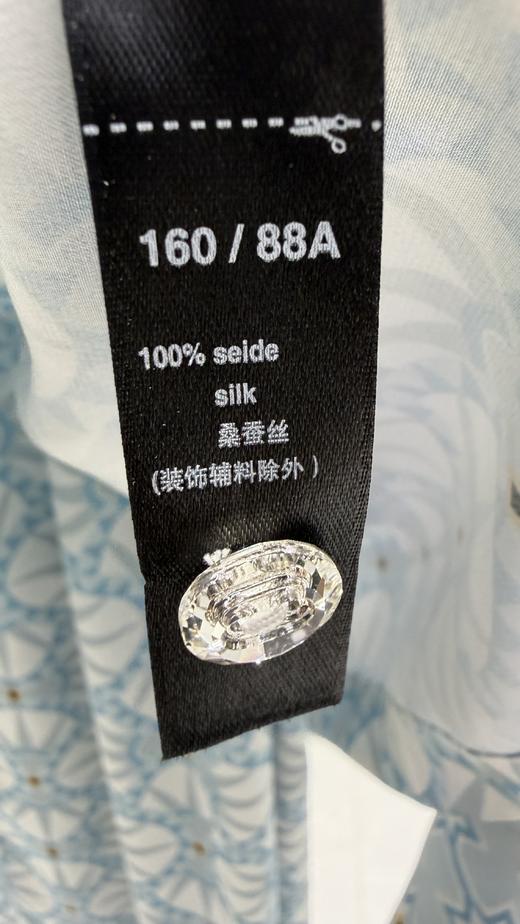 160 / 88A
100% seide
silk
桑蚕丝
(装饰辅料除外 )